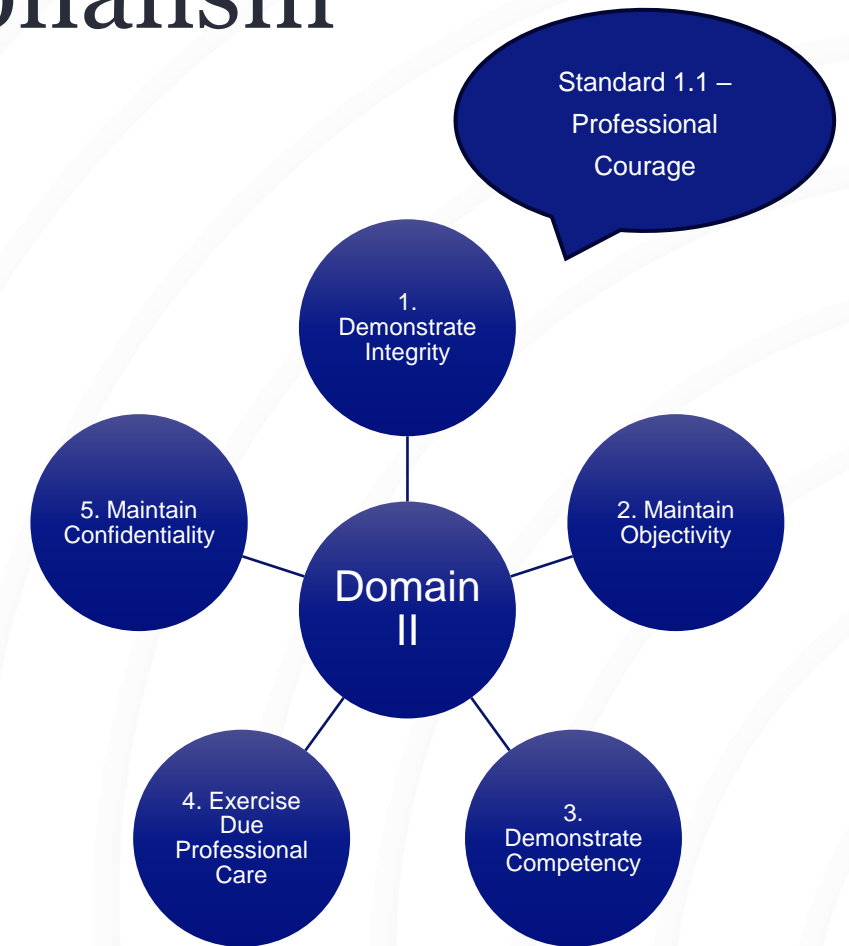 onalism
Standard 1.1 –
Professional
Courage
1.
Demonstrate
Integrity
5. Maintain
Confidentiality
2. Maintain
Objectivity
Domain
II
4. Exercise
Due
Professional
Care
3.
Demonstrate
Competency